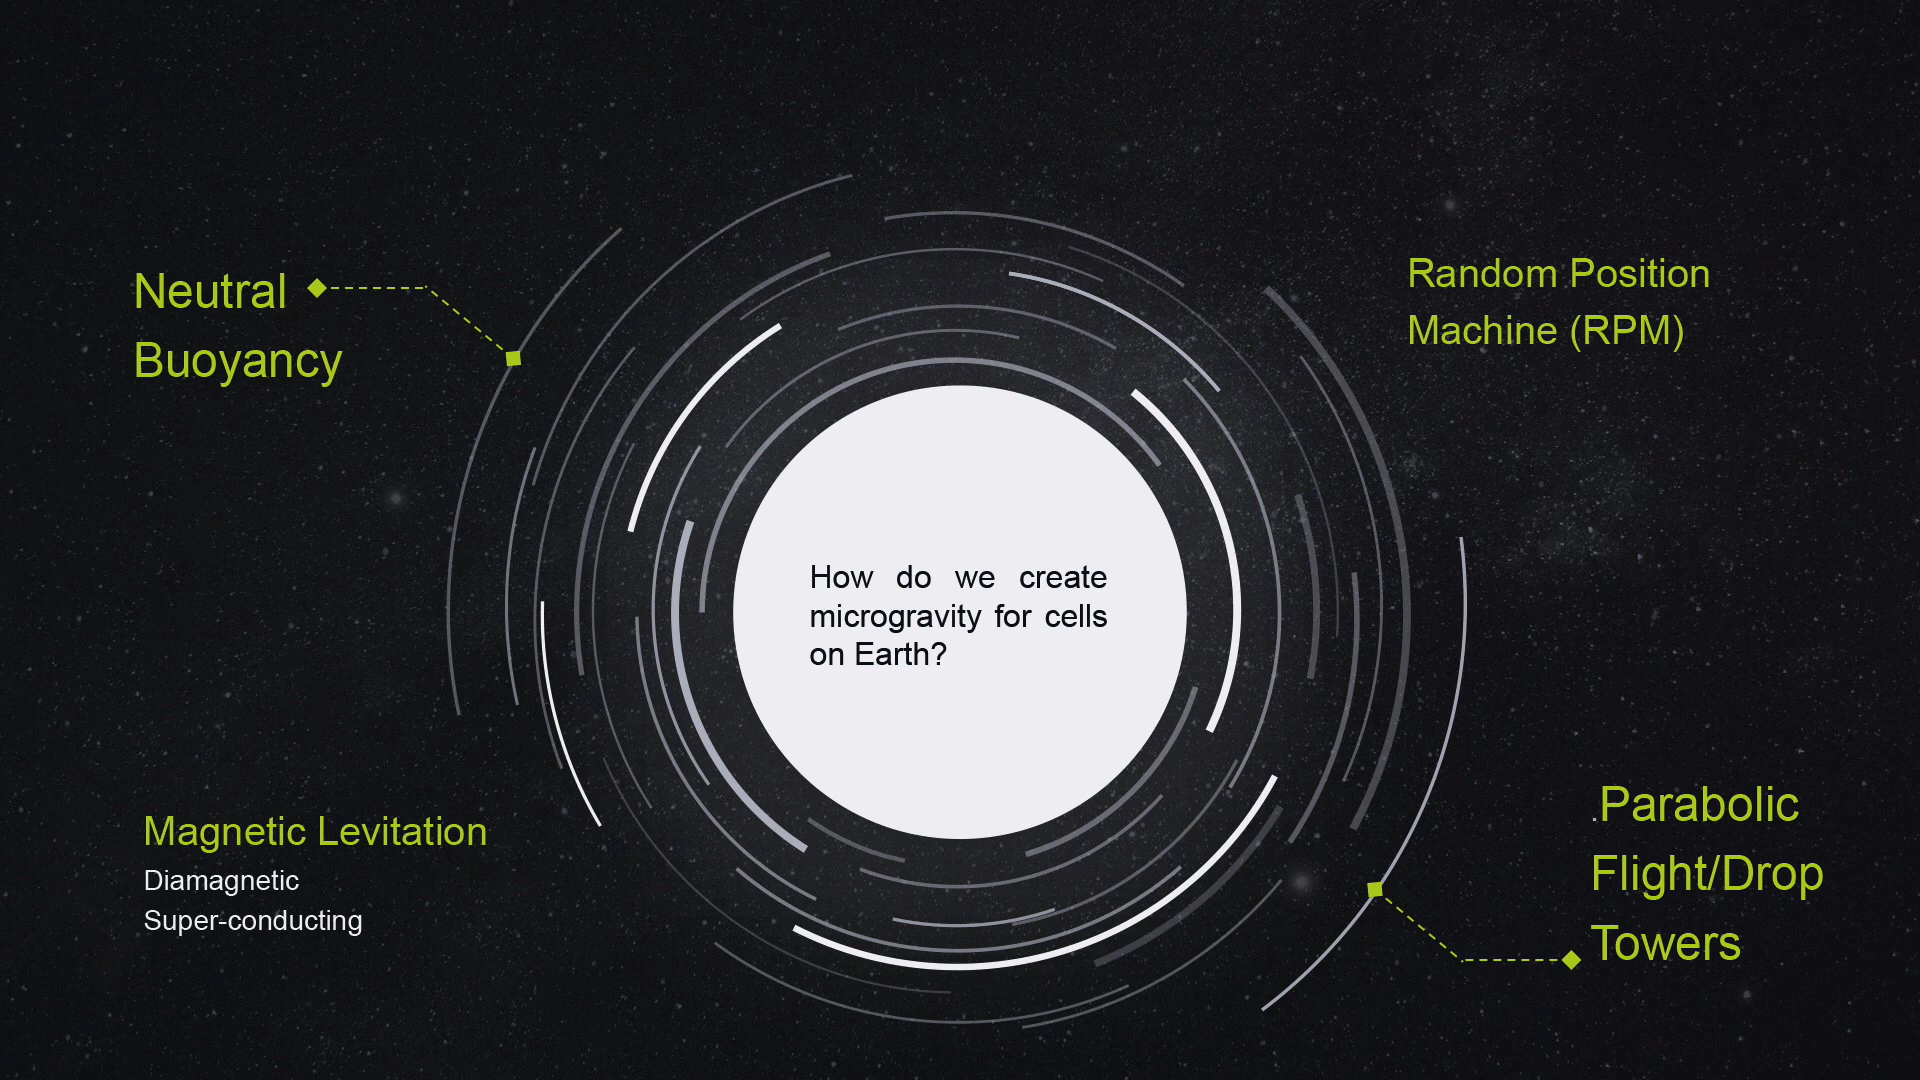 Neutral
Buoyancy
Random Position
Machine (RPM)
How do we create
microgravity for cells
on Earth?
Magnetic Levitation
Diamagnetic
Super-conducting
.Parabolic
Flight/Drop
Towers